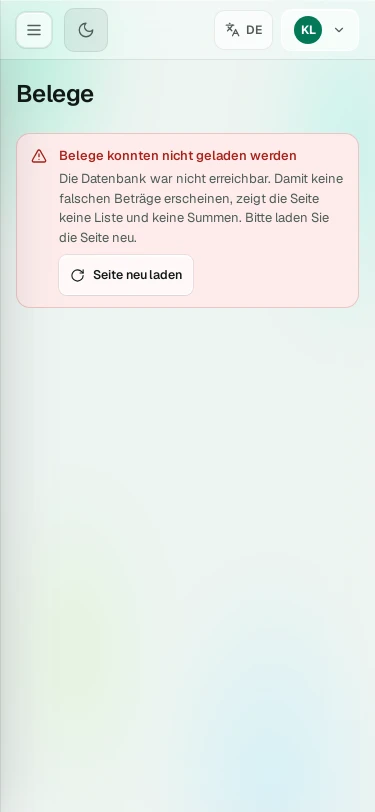 DE
KL
Belege
Belege konnten nicht geladen werden
Die Datenbank war nicht erreichbar. Damit keine
falschen Beträge erscheinen, zeigt die Seite
keine Liste und keine Summen. Bitte laden Sie
die Seite neu.
Seite neu laden